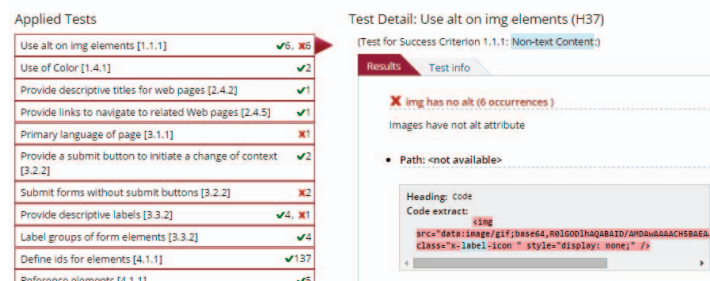 Applied Tests
Use alt on img elements [1.1.1] ✔6, ✖6
Use of Color [1.4.1] ✔2
Provide descriptive titles for web pages [2.4.2] ✔1
Provide links to navigate to related Web pages [2.4.5] ✔1
Primary language of page [3.1.1] ✖1
Provide a submit button to initiate a change of context ✔2
[3.2.2]
Submit forms without submit buttons [3.2.2] ✖2
Provide descriptive labels [3.3.2] ✔4, ✖1
Label groups of form elements [3.3.2] ✔4
Define ids for elements [4.1.1] ✔137
Reference elements [4.1.1] ✔5
Test Detail: Use alt on img elements (H37)
(Test for Success Criterion 1.1.1: Non-text Content:)
Results Test info
✖ img has no alt (6 occurrences )
Images have not alt attribute
• Path: <not available>
Heading: Code
Code extract:
<img
src="data:image/gif;base64,R0lGODlhAQABAID/AMDAwAAAACH5BAEA
class="x-label-icon " style="display: none;" />